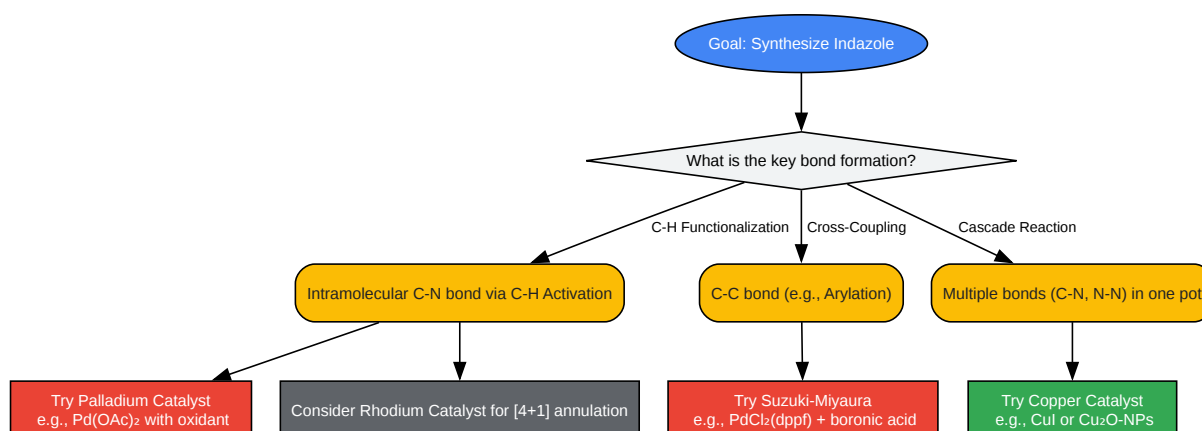 Goal: Synthesize Indazole
What is the key bond formation?
C-H Functionalization
Cross-Coupling
Cascade Reaction
Intramolecular C-N bond via C-H Activation
C-C bond (e.g., Arylation)
Multiple bonds (C-N, N-N) in one pot
Try Palladium Catalyst
e.g., Pd(OAc)₂ with oxidant
Consider Rhodium Catalyst for [4+1] annulation
Try Suzuki-Miyaura
e.g., PdCl₂(dppf) + boronic acid
Try Copper Catalyst
e.g., CuI or Cu₂O-NPs